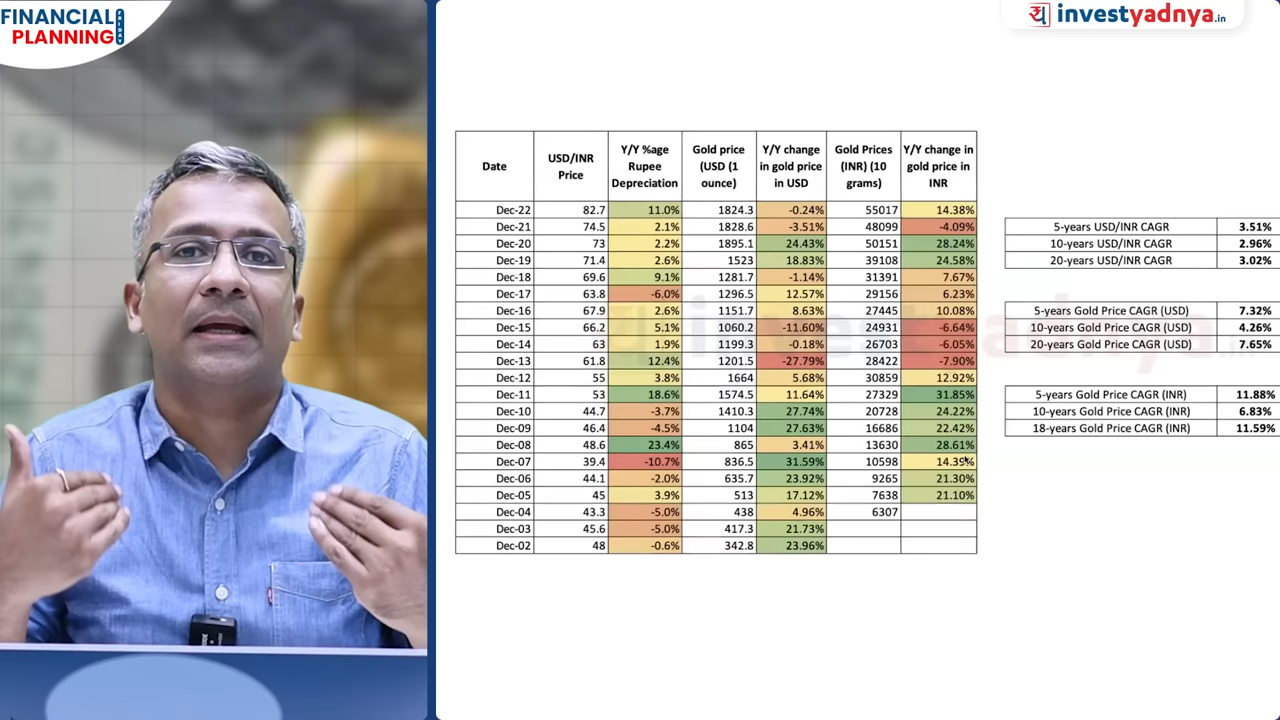 FINANCIAL
PLANNING
FRIDAY
investyadnya.in
Date USD/INR Price Y/Y %age Rupee Depreciation Gold price (USD (1 ounce) Y/Y change in gold price in USD Gold Prices (INR) (10 grams) Y/Y change in gold price in INR
Dec-22 82.7 11.0% 1824.3 -0.24% 55017 14.38%
Dec-21 74.5 2.1% 1828.6 -3.51% 48099 -4.09%
Dec-20 73 2.2% 1895.1 24.43% 50151 28.24%
Dec-19 71.4 2.6% 1523 18.83% 39108 24.58%
Dec-18 69.6 9.1% 1281.7 -1.14% 31391 7.67%
Dec-17 63.8 -6.0% 1296.5 12.57% 29156 6.23%
Dec-16 67.9 2.6% 1151.7 8.63% 27445 10.08%
Dec-15 66.2 5.1% 1060.2 -11.60% 24931 -6.64%
Dec-14 63 1.9% 1199.3 -0.18% 26703 -6.05%
Dec-13 61.8 12.4% 1201.5 -27.79% 28422 -7.90%
Dec-12 55 3.8% 1664 5.68% 30859 12.92%
Dec-11 53 18.6% 1574.5 11.64% 27329 31.85%
Dec-10 44.7 -3.7% 1410.3 27.74% 20728 24.22%
Dec-09 46.4 -4.5% 1104 27.63% 16686 22.42%
Dec-08 48.6 23.4% 865 3.41% 13630 28.61%
Dec-07 39.4 -10.7% 836.5 31.59% 10598 14.39%
Dec-06 44.1 -2.0% 635.7 23.92% 9265 21.30%
Dec-05 45 3.9% 513 17.12% 7638 21.10%
Dec-04 43.3 -5.0% 438 4.96% 6307
Dec-03 45.6 -5.0% 417.3 21.73%
Dec-02 48 -0.6% 342.8 23.96%
5-years USD/INR CAGR 3.51%
10-years USD/INR CAGR 2.96%
20-years USD/INR CAGR 3.02%
5-years Gold Price CAGR (USD) 7.32%
10-years Gold Price CAGR (USD) 4.26%
20-years Gold Price CAGR (USD) 7.65%
5-years Gold Price CAGR (INR) 11.88%
10-years Gold Price CAGR (INR) 6.83%
18-years Gold Price CAGR (INR) 11.59%